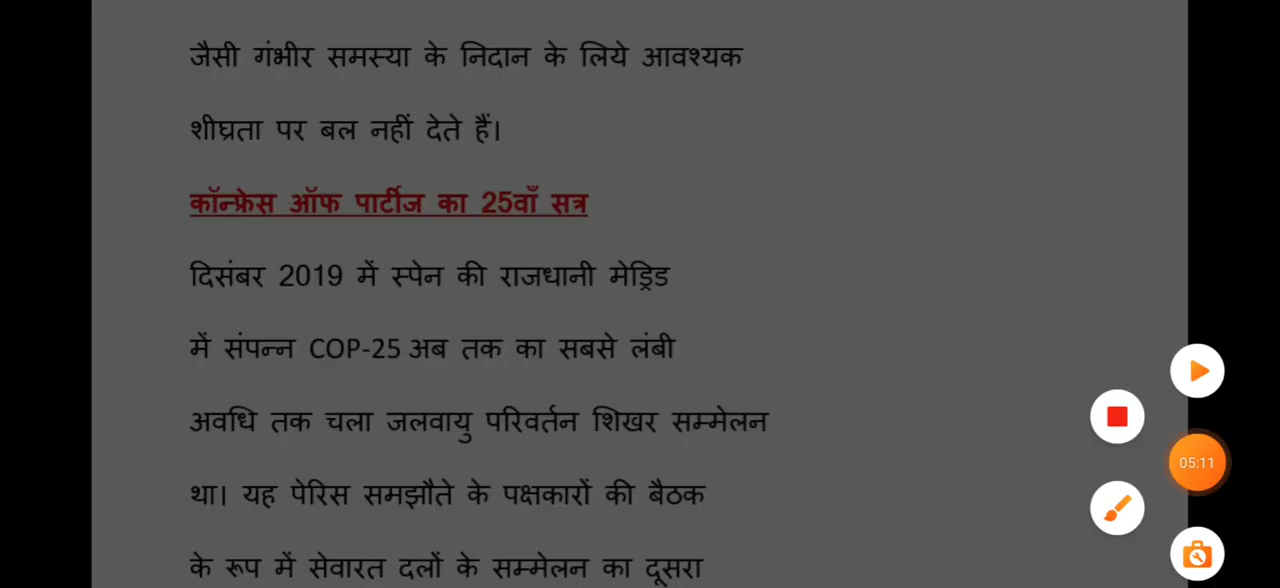 जैसी गंभीर समस्या के निदान के लिये आवश्यक
शीघ्रता पर बल नहीं देते हैं।
कॉन्फ्रेस ऑफ पार्टीज का 25वाँ सत्र
दिसंबर 2019 में स्पेन की राजधानी मेड्रिड
में संपन्न COP-25 अब तक का सबसे लंबी
अवधि तक चला जलवायु परिवर्तन शिखर सम्मेलन
था। यह पेरिस समझौते के पक्षकारों की बैठक
के रूप में सेवारत दलों के सम्मेलन का दूसरा
05:11